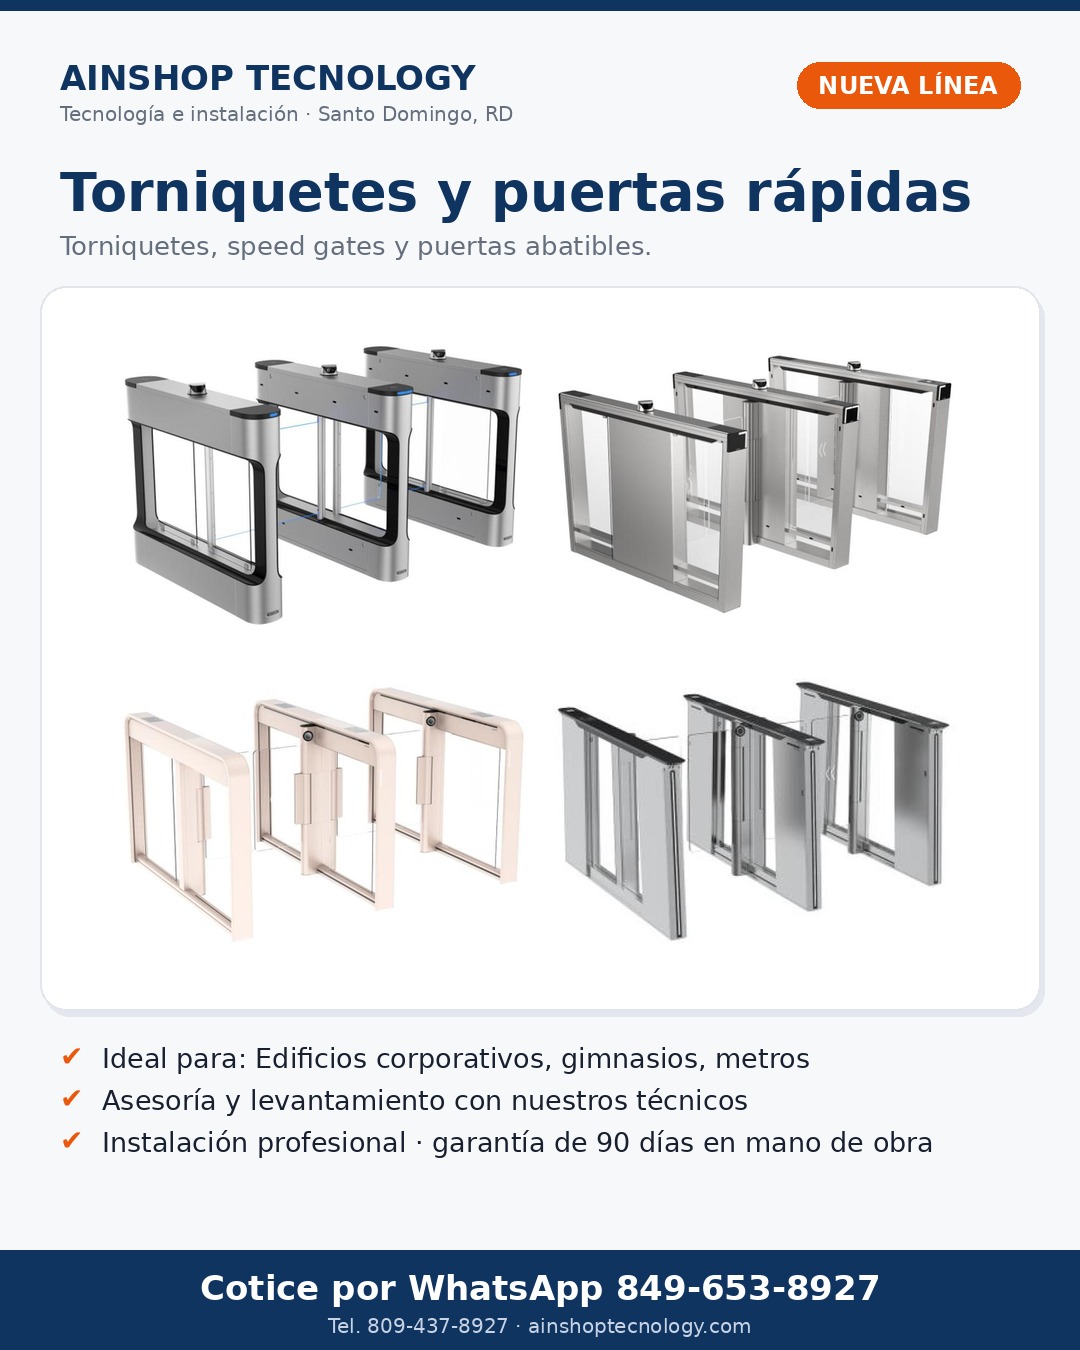 AINSHOP TECNOLOGY
Tecnología e instalación · Santo Domingo, RD
NUEVA LÍNEA
Torniquetes y puertas rápidas
Torniquetes, speed gates y puertas abatibles.
✔ Ideal para: Edificios corporativos, gimnasios, metros
✔ Asesoría y levantamiento con nuestros técnicos
✔ Instalación profesional · garantía de 90 días en mano de obra
Cotice por WhatsApp 849-653-8927
Tel. 809-437-8927 · ainshoptecnology.com